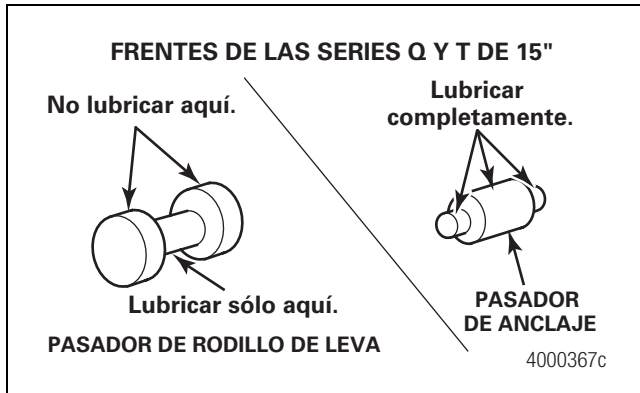 FRENTES DE LAS SERIES Q Y T DE 15"
No lubricar aquí.
Lubricar sólo aquí.
PASADOR DE RODILLO DE LEVA
Lubricar
completamente.
PASADOR
DE ANCLAJE
4000367c